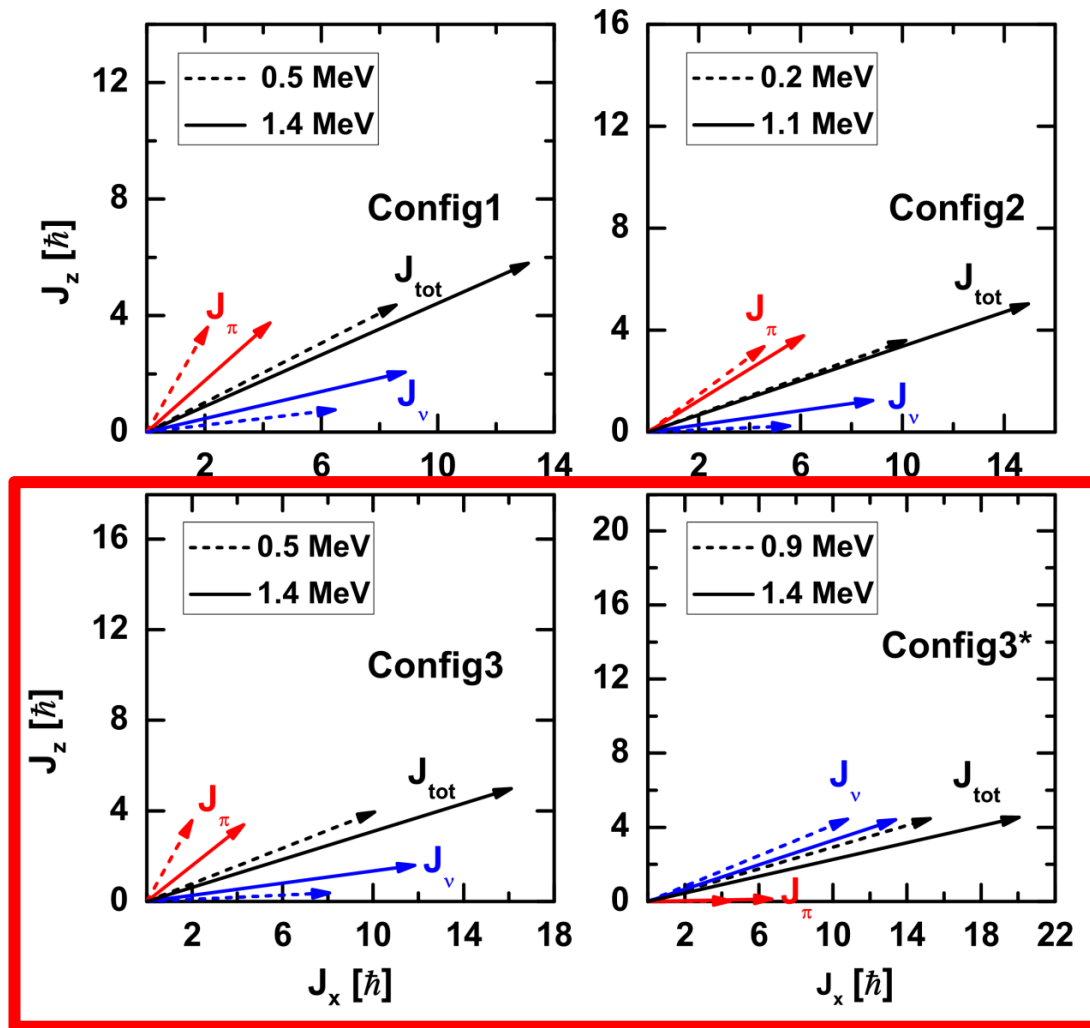 0.5 MeV
1.4 MeV
Config1
J_tot
J_π
J_ν
J_z [ℏ]
12
8
4
0
2 6 10 14
0.2 MeV
1.1 MeV
Config2
J_tot
J_π
J_ν
16
12
8
4
0
2 6 10 14
0.5 MeV
1.4 MeV
Config3
J_tot
J_π
J_ν
J_z [ℏ]
16
12
8
4
0
2 6 10 14 18
J_x [ℏ]
0.9 MeV
1.4 MeV
Config3*
J_ν
J_tot
J_π
20
16
12
8
4
0
2 6 10 14 18 22
J_x [ℏ]